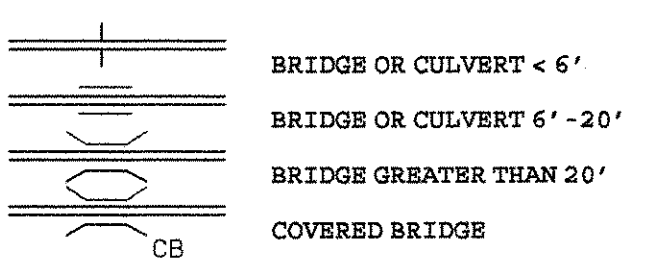 BRIDGE OR CULVERT < 6'
BRIDGE OR CULVERT 6'-20'
BRIDGE GREATER THAN 20'
COVERED BRIDGE
CB